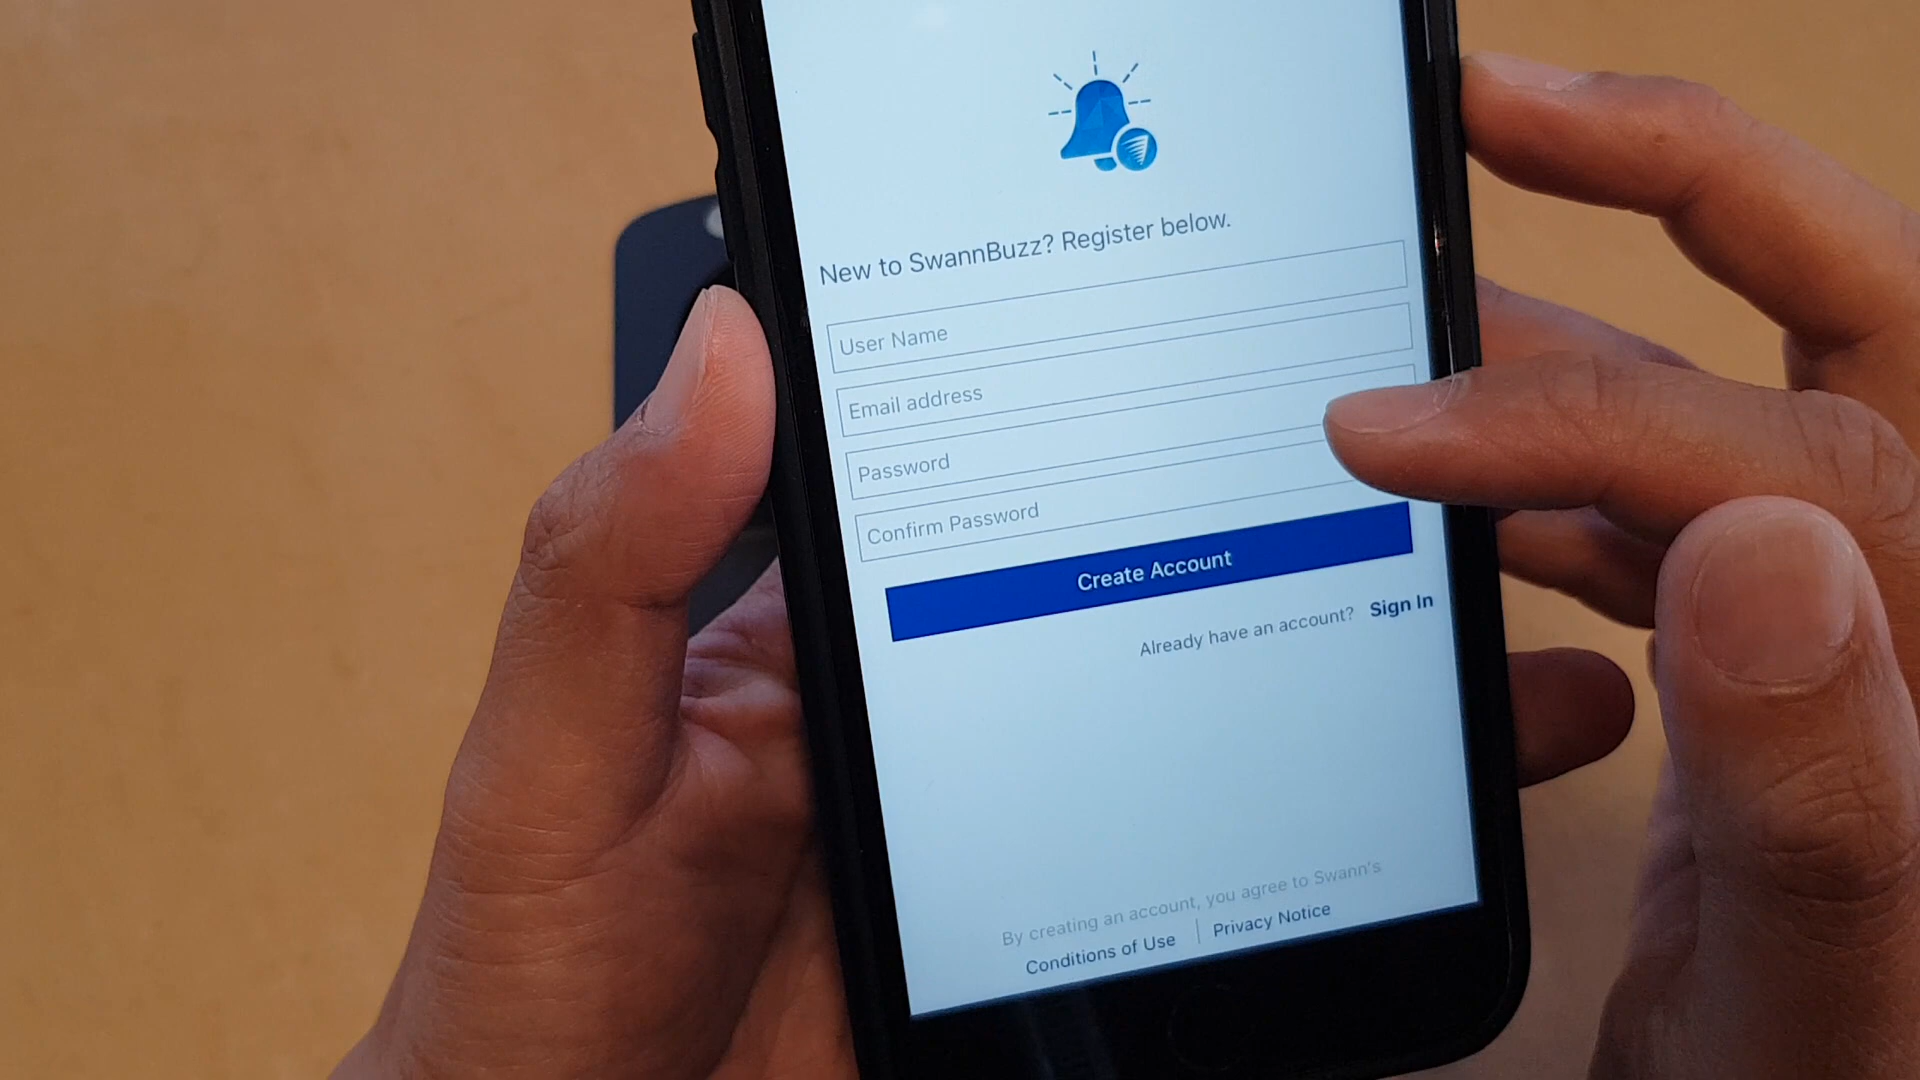 New to SwannBuzz? Register below.
User Name
Email address
Password
Confirm Password
Create Account
Already have an account? Sign In
By creating an account, you agree to Swann's
Conditions of Use | Privacy Notice